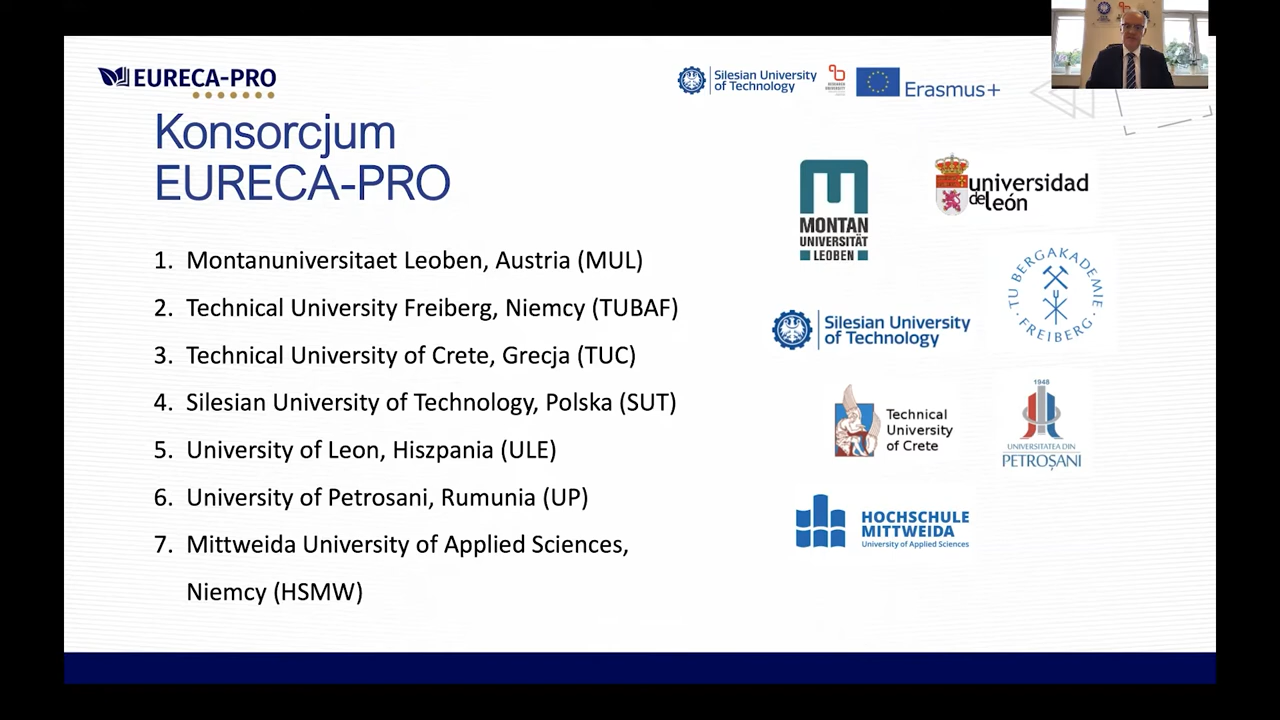 EURECA-PRO
Silesian University
of Technology
Erasmus+
Konsorcjum
EURECA-PRO
1. Montanuniversitaet Leoben, Austria (MUL)
2. Technical University Freiberg, Niemcy (TUBAF)
3. Technical University of Crete, Grecja (TUC)
4. Silesian University of Technology, Polska (SUT)
5. University of Leon, Hiszpania (ULE)
6. University of Petrosani, Rumunia (UP)
7. Mittweida University of Applied Sciences,
Niemcy (HSMW)
MONTAN
UNIVERSITÄT
LEOBEN
universidad
de león
TU BERGAKADEMIE
FREIBERG
Silesian University
of Technology
Technical
University
of Crete
1948
UNIVERSITATEA DIN
PETROȘANI
HOCHSCHULE
MITTWEIDA
University of Applied Sciences